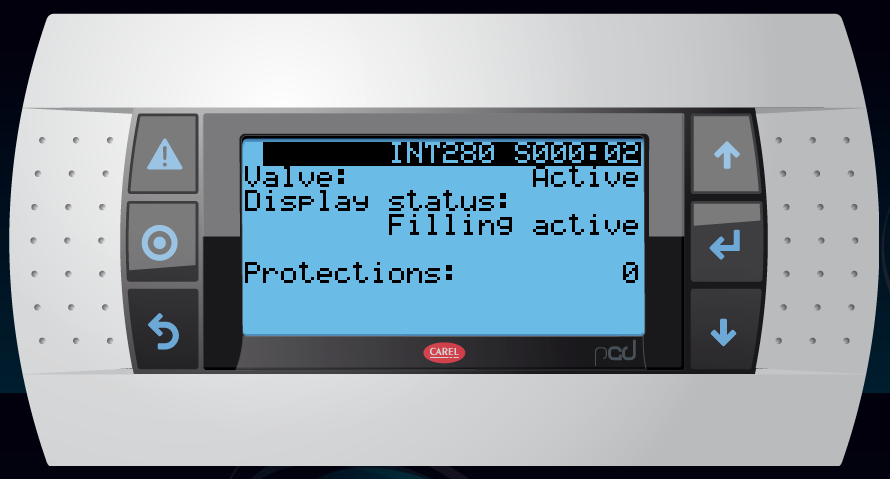 INT280 S000:02
Valve: Active
Display status:
Filling active
Protections: 0
CAREL
pGD